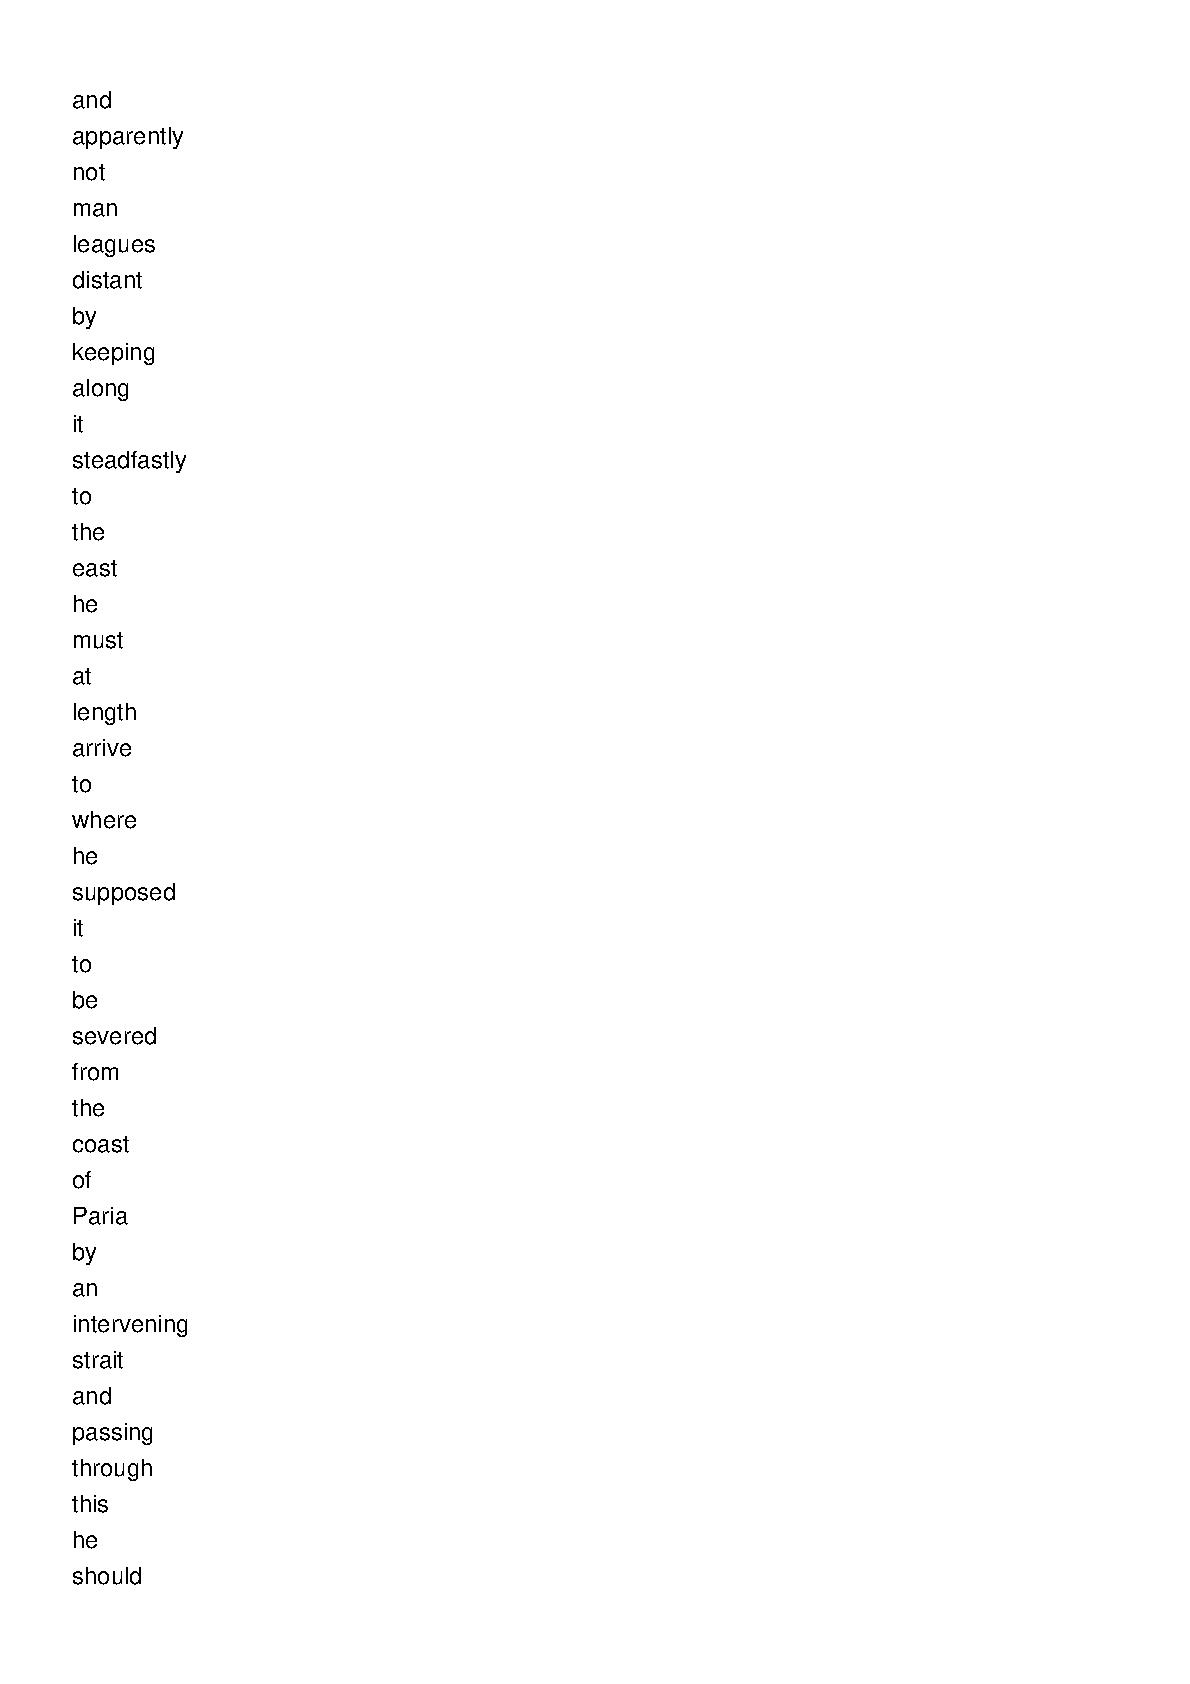 and
apparently
not
man
leagues
distant
by
keeping
along
it
steadfastly
to
the
east
he
must
at
length
arrive
to
where
he
supposed
it
to
be
severed
from
the
coast
of
Paria
by
an
intervening
strait
and
passing
through
this
he
should